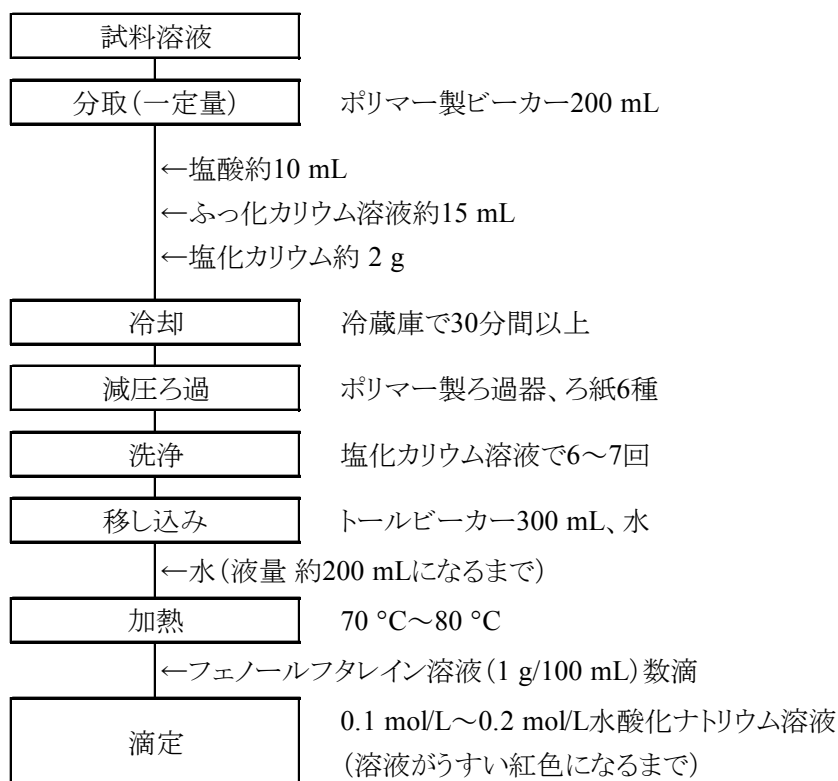 試料溶液
分取(一定量) ポリマー製ビーカー200 mL
←塩酸約10 mL
←ふっ化カリウム溶液約15 mL
←塩化カリウム約 2 g
冷却 冷蔵庫で30分間以上
減圧ろ過 ポリマー製ろ過器、ろ紙6種
洗浄 塩化カリウム溶液で6~7回
移し込み トールビーカー300 mL、水
←水(液量 約200 mLになるまで)
加熱 70 °C~80 °C
←フェノールフタレイン溶液(1 g/100 mL)数滴
滴定 0.1 mol/L~0.2 mol/L水酸化ナトリウム溶液
(溶液がうすい紅色になるまで)